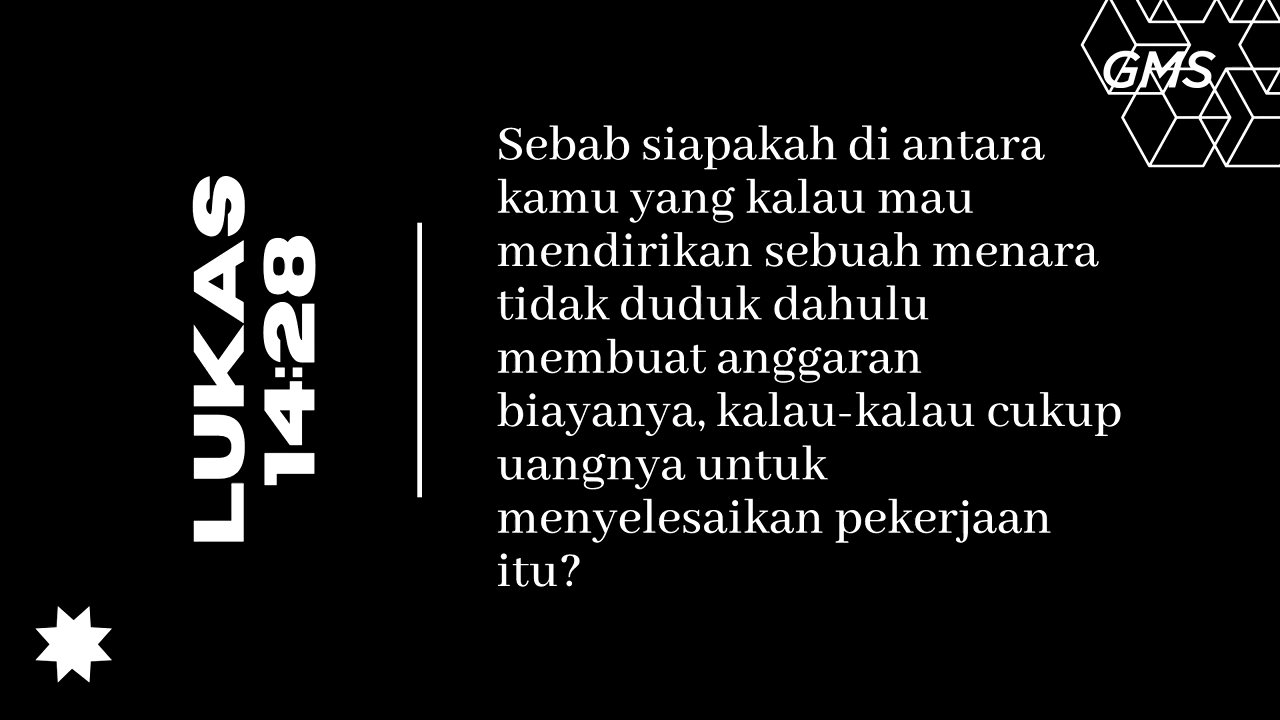 LUKAS
14:28
GMS
Sebab siapakah di antara
kamu yang kalau mau
mendirikan sebuah menara
tidak duduk dahulu
membuat anggaran
biayanya, kalau-kalau cukup
uangnya untuk
menyelesaikan pekerjaan
itu?